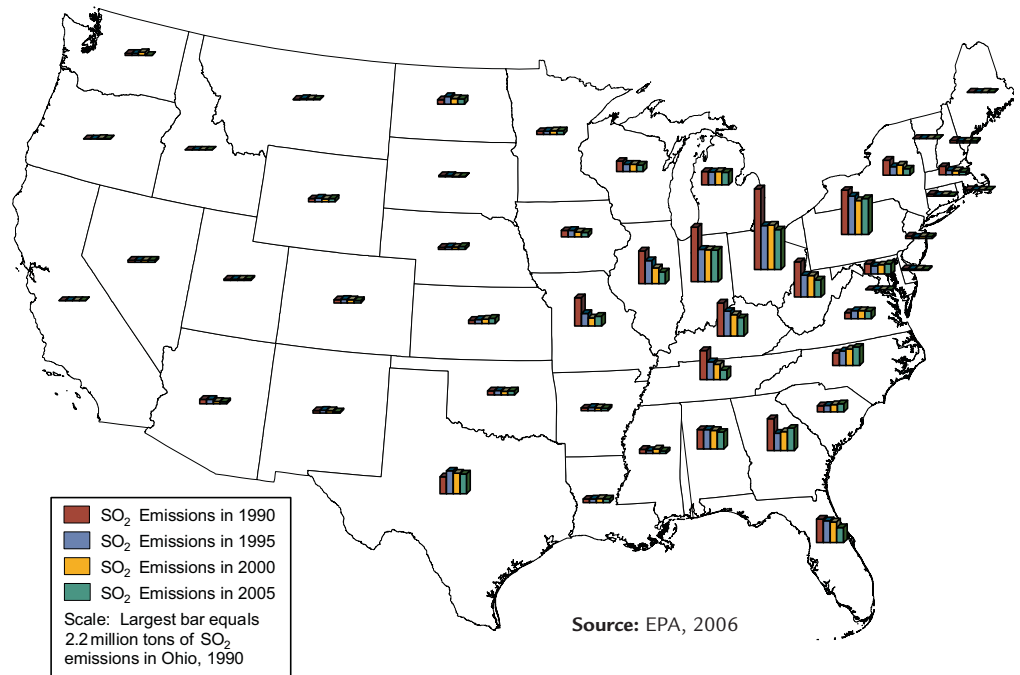 SO2 Emissions in 1990
SO2 Emissions in 1995
SO2 Emissions in 2000
SO2 Emissions in 2005
Scale: Largest bar equals
2.2 million tons of SO2
emissions in Ohio, 1990
Source: EPA, 2006